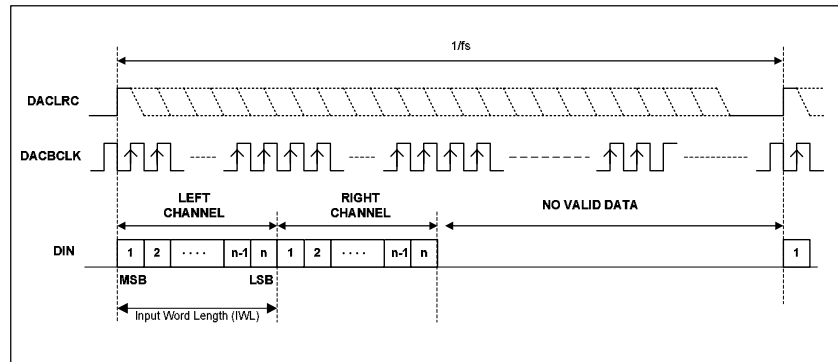 1/fs
DACLRC
DACBCLK
LEFT CHANNEL
RIGHT CHANNEL
NO VALID DATA
DIN
1 2 .... n-1 n 1 2 .... n-1 n 1
MSB LSB
Input Word Length (IWL)